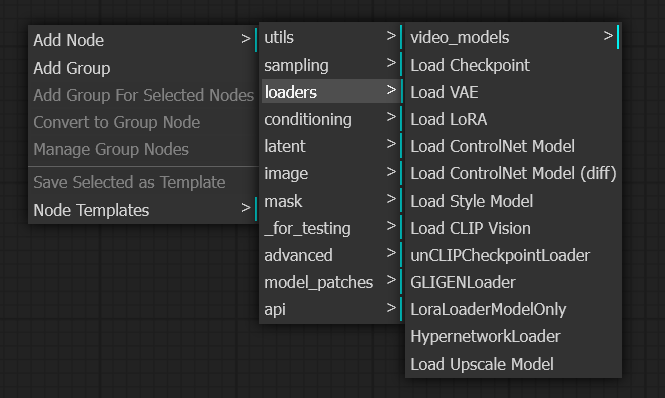 Add Node >
Add Group
Add Group For Selected Nodes
Convert to Group Node
Manage Group Nodes
Save Selected as Template
Node Templates >
utils >
sampling >
loaders >
conditioning >
latent >
image >
mask >
_for_testing >
advanced >
model_patches >
api >
video_models >
Load Checkpoint
Load VAE
Load LoRA
Load ControlNet Model
Load ControlNet Model (diff)
Load Style Model
Load CLIP Vision
unCLIPCheckpointLoader
GLIGENLoader
LoraLoaderModelOnly
HypernetworkLoader
Load Upscale Model